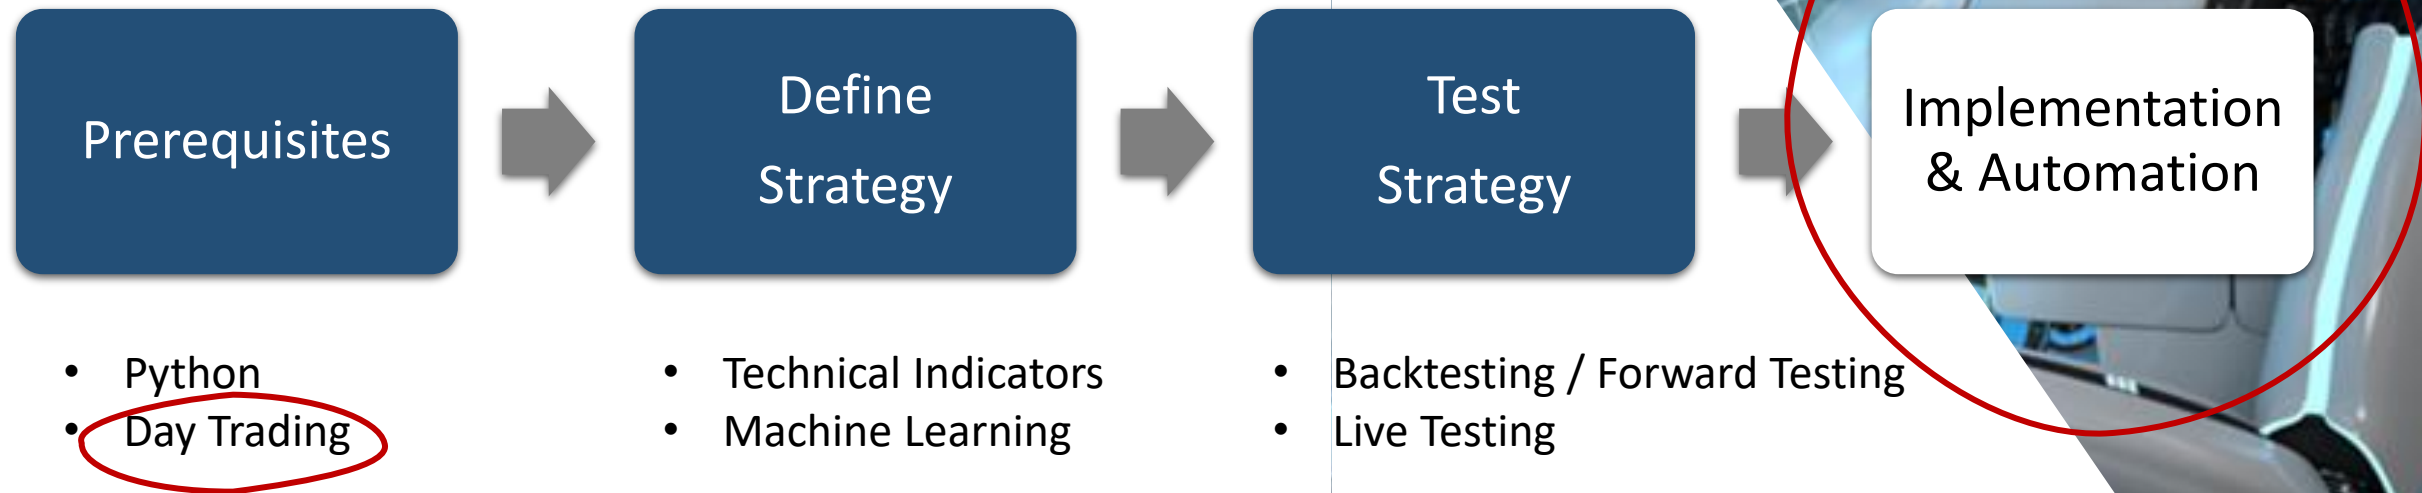 Prerequisites
Define
Strategy
Test
Strategy
Implementation
& Automation
• Python
• Day Trading
• Technical Indicators
• Machine Learning
• Backtesting / Forward Testing
• Live Testing